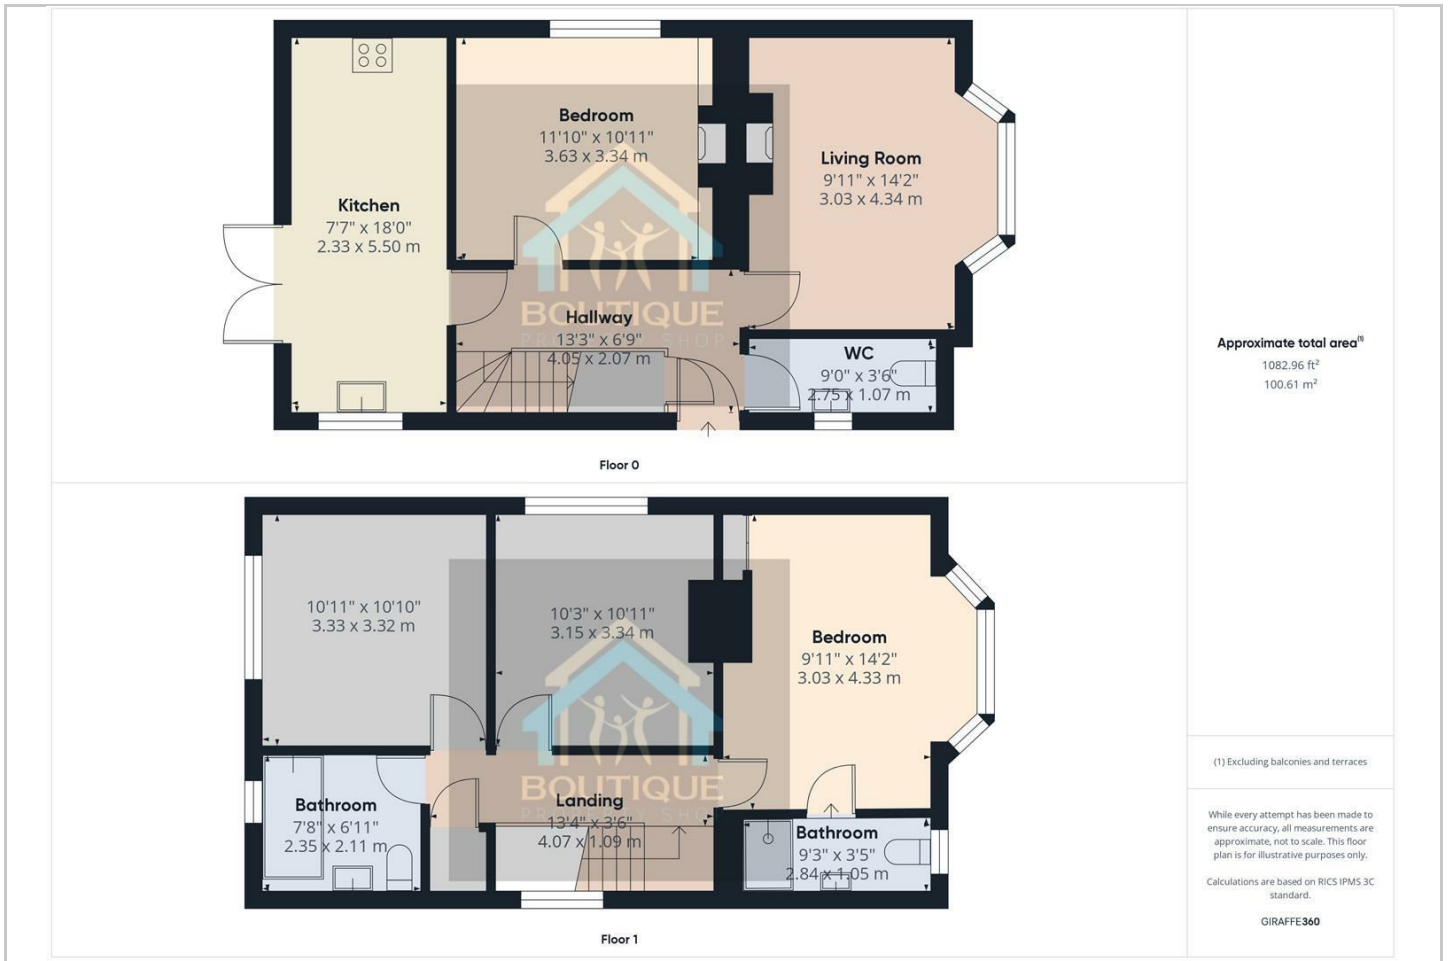 Kitchen
7'7" x 18'0"
2.33 x 5.50 m
Bedroom
11'10" x 10'11"
3.63 x 3.34 m
Living Room
9'11" x 14'2"
3.03 x 4.34 m
Hallway
13'3" x 6'9"
4.05 x 2.07 m
WC
9'0" x 3'6"
2.75 x 1.07 m
BOUTIQUE
PROPERTY SHOP
Floor 0
10'11" x 10'10"
3.33 x 3.32 m
10'3" x 10'11"
3.15 x 3.34 m
Bedroom
9'11" x 14'2"
3.03 x 4.33 m
Bathroom
7'8" x 6'11"
2.35 x 2.11 m
Landing
13'4" x 3'6"
4.07 x 1.09 m
Bathroom
9'3" x 3'5"
2.84 x 1.05 m
BOUTIQUE
PROPERTY SHOP
Floor 1
Approximate total area(1)
1082.96 ft²
100.61 m²
(1) Excluding balconies and terraces
While every attempt has been made to
ensure accuracy, all measurements are
approximate, not to scale. This floor
plan is for illustrative purposes only.
Calculations are based on RICS IPMS 3C
standard.
GIRAFFE360